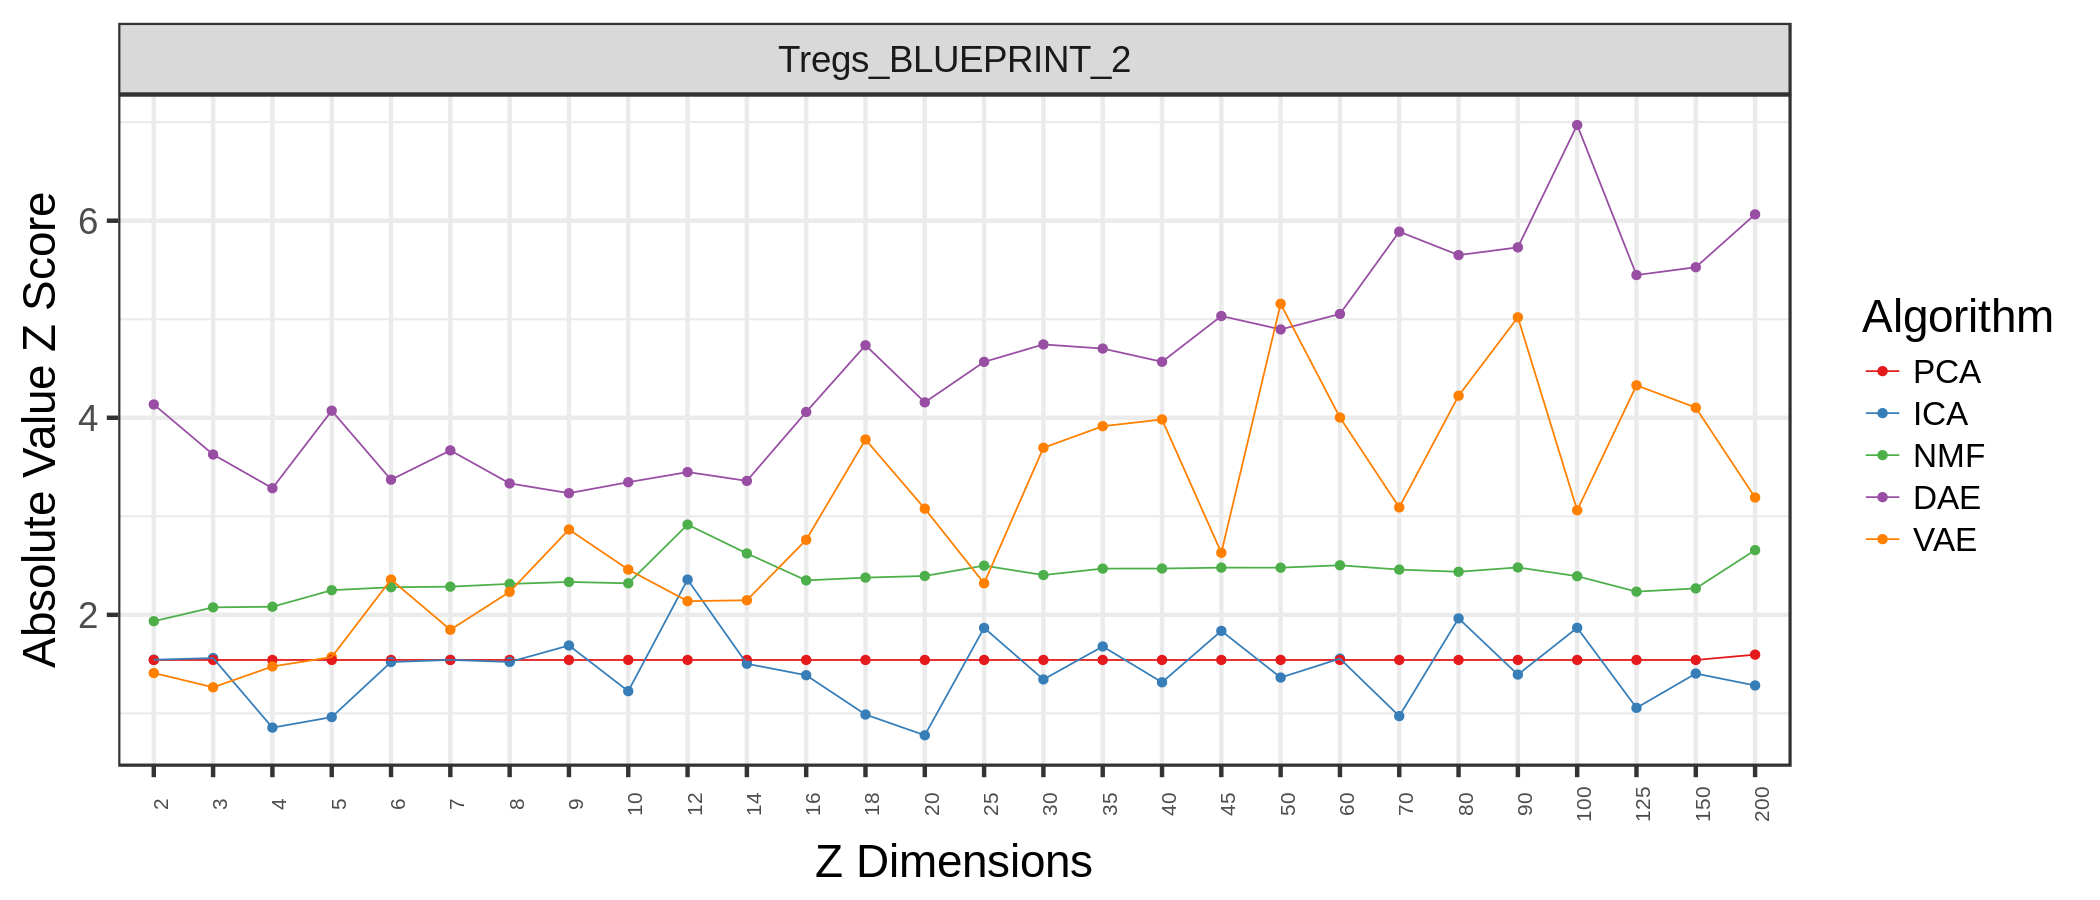 Tregs_BLUEPRINT_2
Absolute Value Z Score
6
4
2
2 3 4 5 6 7 8 9 10 12 14 16 18 20 25 30 35 40 45 50 60 70 80 90 100 125 150 200
Z Dimensions
Algorithm
PCA
ICA
NMF
DAE
VAE